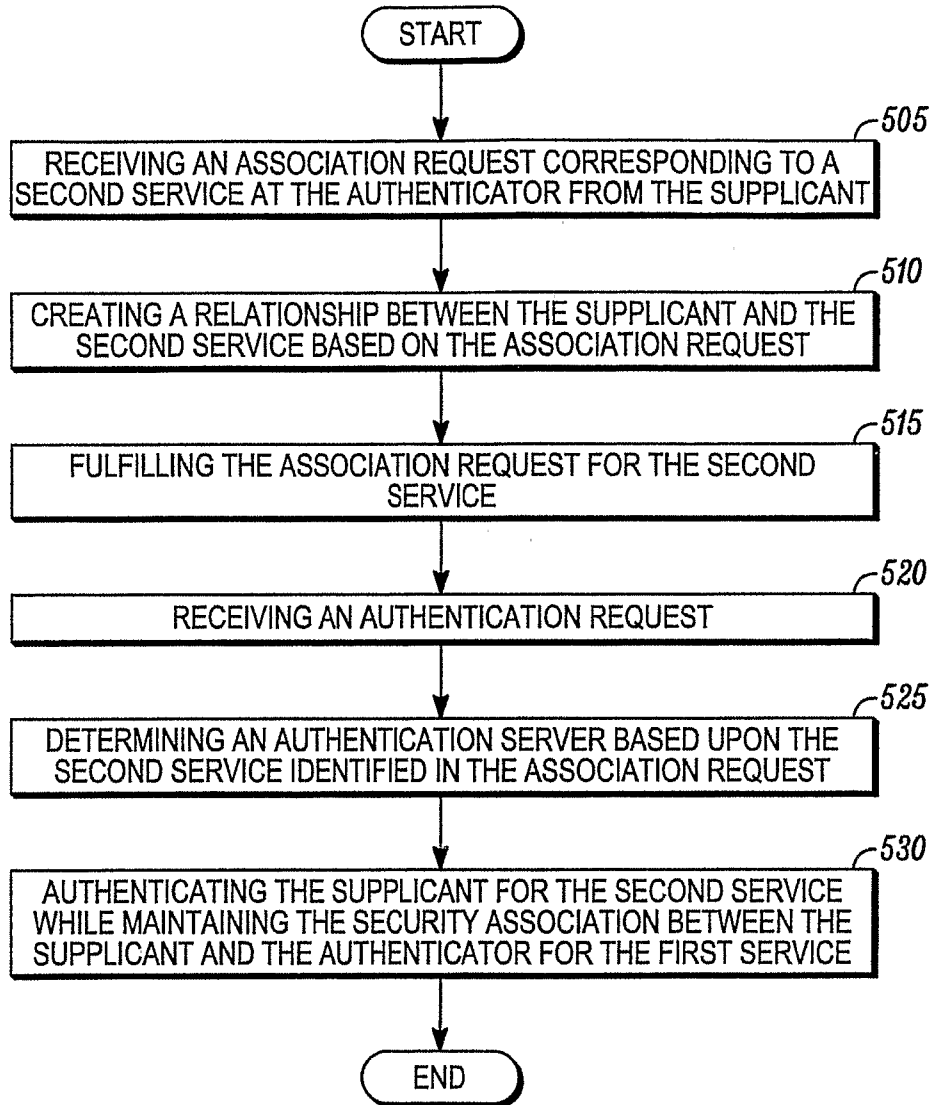 START
505
RECEIVING AN ASSOCIATION REQUEST CORRESPONDING TO A
SECOND SERVICE AT THE AUTHENTICATOR FROM THE SUPPLICANT
510
CREATING A RELATIONSHIP BETWEEN THE SUPPLICANT AND THE
SECOND SERVICE BASED ON THE ASSOCIATION REQUEST
515
FULFILLING THE ASSOCIATION REQUEST FOR THE SECOND
SERVICE
520
RECEIVING AN AUTHENTICATION REQUEST
525
DETERMINING AN AUTHENTICATION SERVER BASED UPON THE
SECOND SERVICE IDENTIFIED IN THE ASSOCIATION REQUEST
530
AUTHENTICATING THE SUPPLICANT FOR THE SECOND SERVICE
WHILE MAINTAINING THE SECURITY ASSOCIATION BETWEEN THE
SUPPLICANT AND THE AUTHENTICATOR FOR THE FIRST SERVICE
END